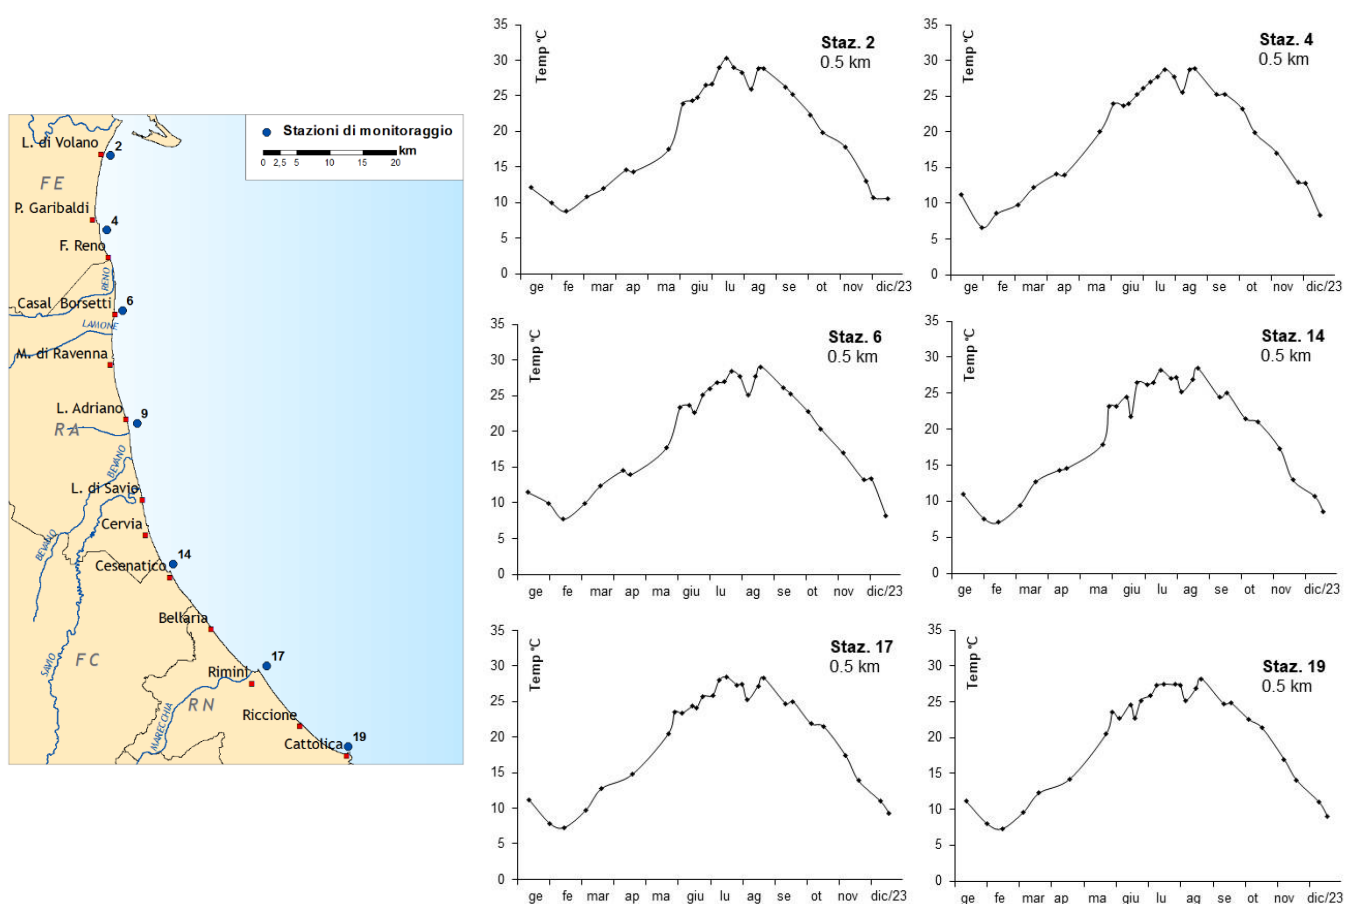 Stazioni di monitoraggio
km
0 2,5 5 10 15 20
L. di Volano
2
FE
P. Garibaldi
4
F. Reno
RENO
Casal Borsetti
6
LAMONE
M. di Ravenna
L. Adriano
9
RA
BEVANO
L. di Savio
Cervia
BEVANO
14
Cesenatico
Bellaria
FC
SAVIO
17
Rimini
RN
MARECCHIA
Riccione
19
Cattolica
Temp °C
Staz. 2
0.5 km
35
30
25
20
15
10
5
0
ge fe mar ap ma giu lu ag se ot nov dic/23
Temp °C
Staz. 4
0.5 km
35
30
25
20
15
10
5
0
ge fe mar ap ma giu lu ag se ot nov dic/23
Temp °C
Staz. 6
0.5 km
35
30
25
20
15
10
5
0
ge fe mar ap ma giu lu ag se ot nov dic/23
Temp °C
Staz. 14
0.5 km
35
30
25
20
15
10
5
0
ge fe mar ap ma giu lu ag se ot nov dic/23
Temp °C
Staz. 17
0.5 km
35
30
25
20
15
10
5
0
ge fe mar ap ma giu lu ag se ot nov dic/23
Temp °C
Staz. 19
0.5 km
35
30
25
20
15
10
5
0
ge fe mar ap ma giu lu ag se ot nov dic/23